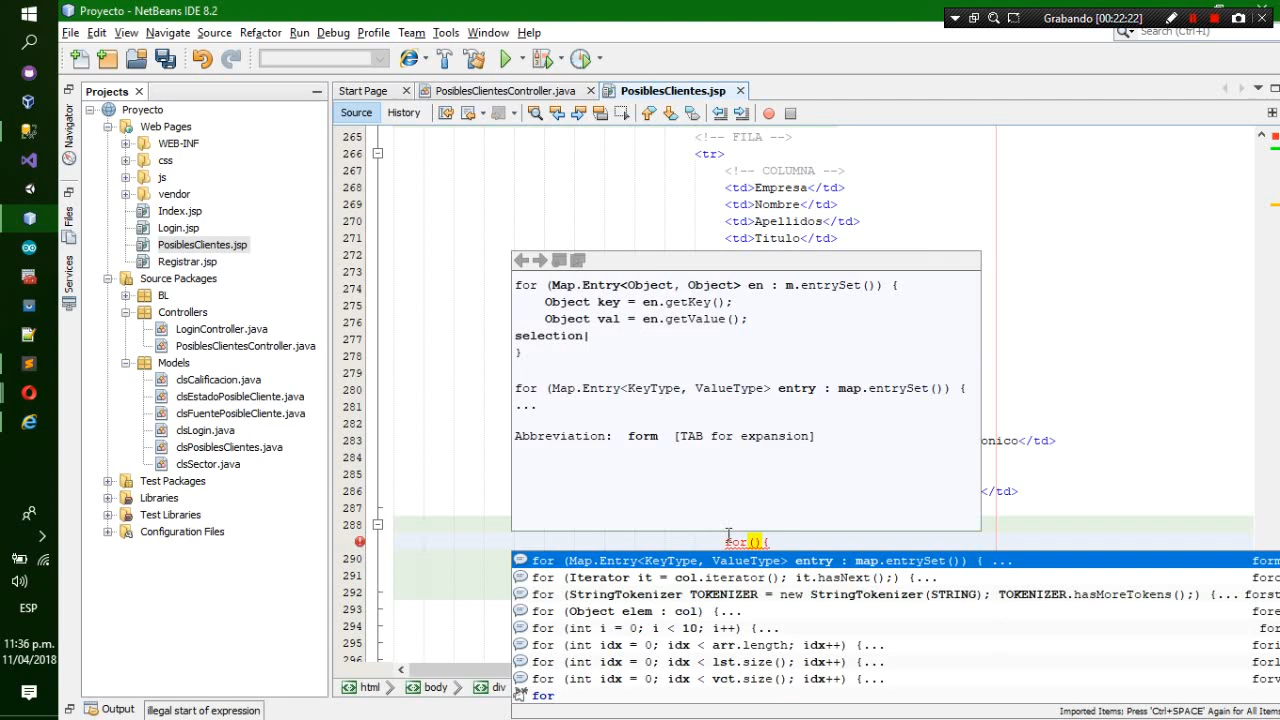 Proyecto - NetBeans IDE 8.2
Grabando [00:22:22]
File Edit View Navigate Source Refactor Run Debug Profile Team Tools Window Help
Search (Ctrl+I)
Projects
Start Page
PosiblesClientesController.java
PosiblesClientes.jsp
Source
History
Navigator
Files
Services
Proyecto
Web Pages
WEB-INF
css
js
vendor
Index.jsp
Login.jsp
PosiblesClientes.jsp
Registrar.jsp
Source Packages
BL
Controllers
LoginController.java
PosiblesClientesController.java
Models
clsCalificacion.java
clsEstadoPosibleCliente.java
clsFuentePosibleCliente.java
clsLogin.java
clsPosiblesClientes.java
clsSector.java
Test Packages
Libraries
Test Libraries
Configuration Files
265 <!-- FILA -->
266 <tr>
267 <!-- COLUMNA -->
268 <td>Empresa</td>
269 <td>Nombre</td>
270 <td>Apellidos</td>
271 <td>Titulo</td>
272
273
274
275
276
277
278
279
280
281
282
283 onico</td>
284
285
286 </td>
287
288
for(){
290
291
292
293
294
295
296
for (Map.Entry<Object, Object> en : m.entrySet()) {
Object key = en.getKey();
Object val = en.getValue();
selection|
}
for (Map.Entry<KeyType, ValueType> entry : map.entrySet()) {
...
Abbreviation: form [TAB for expansion]
for (Map.Entry<KeyType, ValueType> entry : map.entrySet()) { ... form
for (Iterator it = col.iterator(); it.hasNext();) {...
for (StringTokenizer TOKENIZER = new StringTokenizer(STRING); TOKENIZER.hasMoreTokens();) {... forst
for (Object elem : col) {... fore
for (int i = 0; i < 10; i++) {... for
for (int idx = 0; idx < arr.length; idx++) {...
for (int idx = 0; idx < lst.size(); idx++) {... forl
for (int idx = 0; idx < vct.size(); idx++) {... forv
for
Imported Items; Press 'Ctrl+SPACE' Again for All Items
html
body
div
Output
illegal start of expression
ESP
11:36 p.m.
11/04/2018